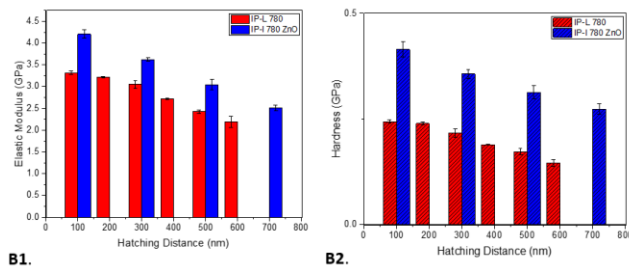 IP-L 780
IP-I 780 ZnO
Elastic Modulus (GPa)
4.5
4.0
3.5
3.0
2.5
2.0
1.5
1.0
0.5
0.0
0 100 200 300 400 500 600 700 800
Hatching Distance (nm)
B1.
IP-L 780
IP-I 780 ZnO
Hardness (GPa)
0.5
0.0
0 100 200 300 400 500 600 700 800
Hatching Distance (nm)
B2.